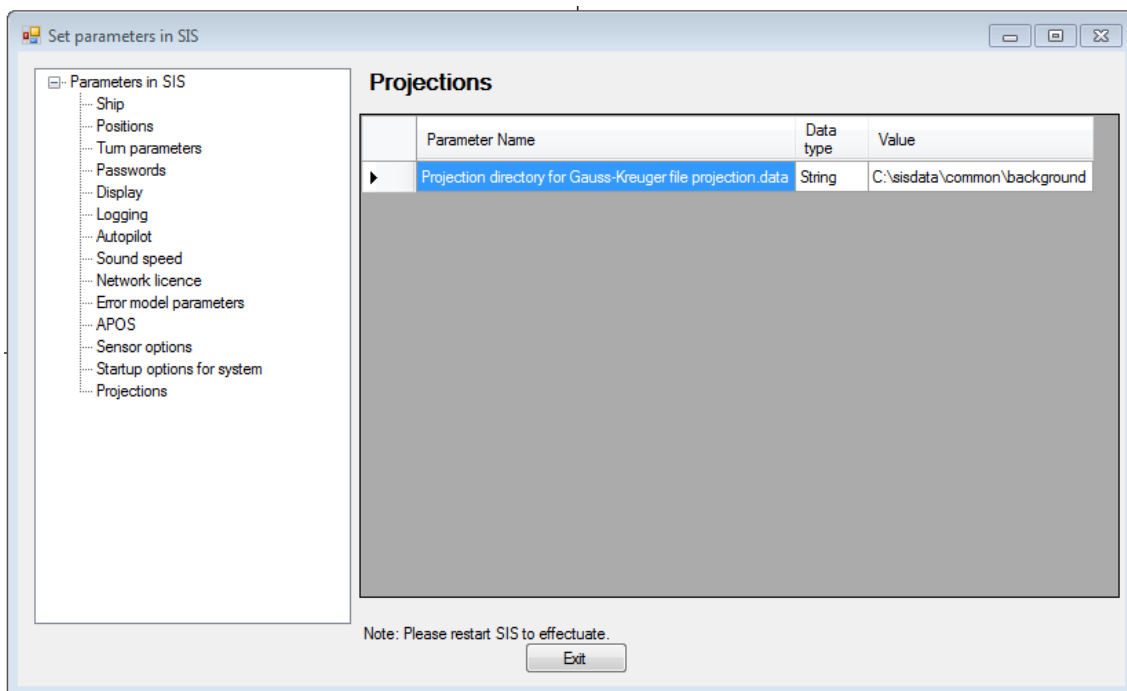 Set parameters in SIS
Parameters in SIS
Ship
Positions
Turn parameters
Passwords
Display
Logging
Autopilot
Sound speed
Network licence
Error model parameters
APOS
Sensor options
Startup options for system
Projections
Projections
Parameter Name
Data type
Value
Projection directory for Gauss-Kreuger file projection.data
String
C:\sisdata\common\background
Note: Please restart SIS to effectuate.
Exit